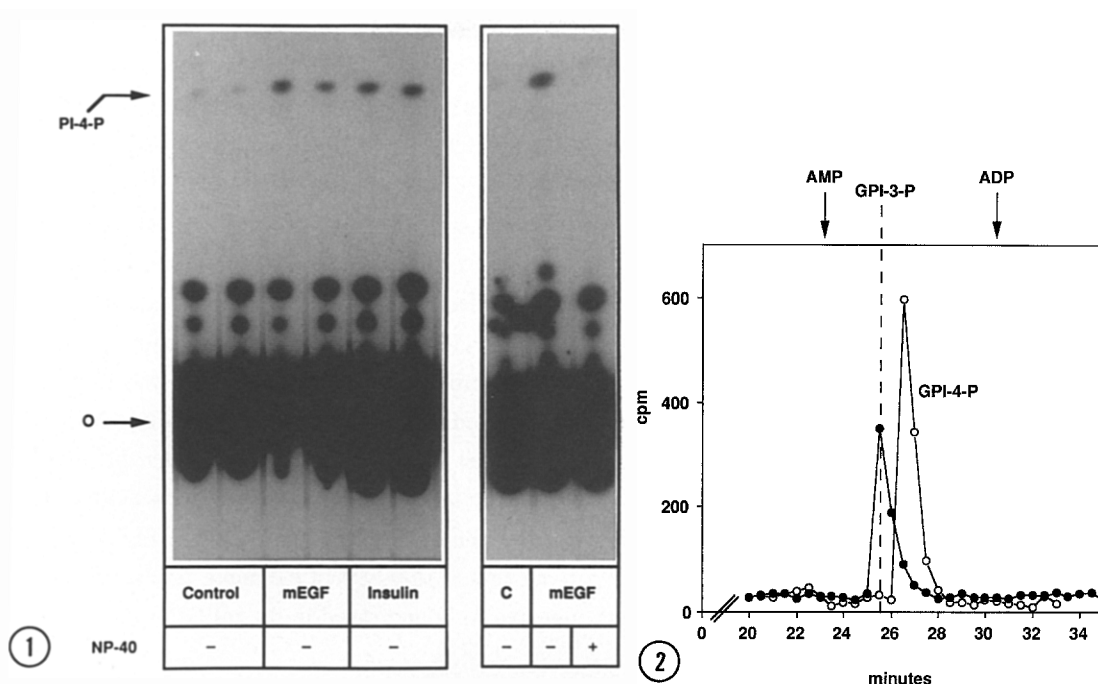 PI-4-P
O
Control mEGF Insulin
C mEGF
1 NP-40 – – –
– – +
AMP ADP
GPI-3-P
GPI-4-P
cpm
600
400
200
0
0 20 22 24 26 28 30 32 34
minutes
2